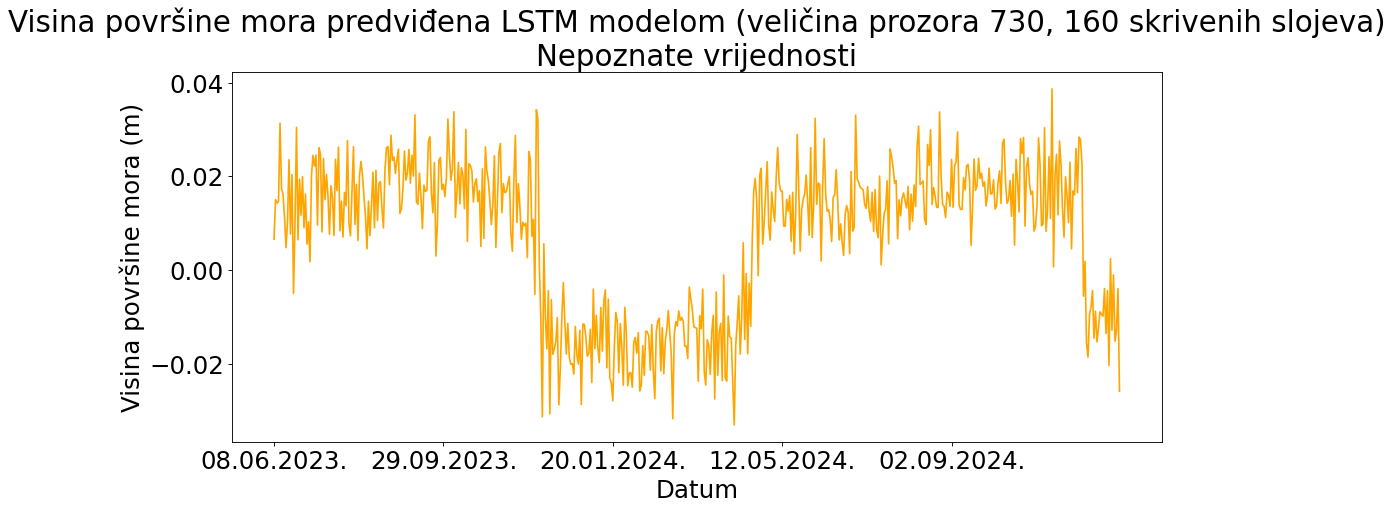 Visina površine mora predviđena LSTM modelom (veličina prozora 730, 160 skrivenih slojeva)
Nepoznate vrijednosti
Visina površine mora (m)
0.04
0.02
0.00
−0.02
08.06.2023. 29.09.2023. 20.01.2024. 12.05.2024. 02.09.2024.
Datum